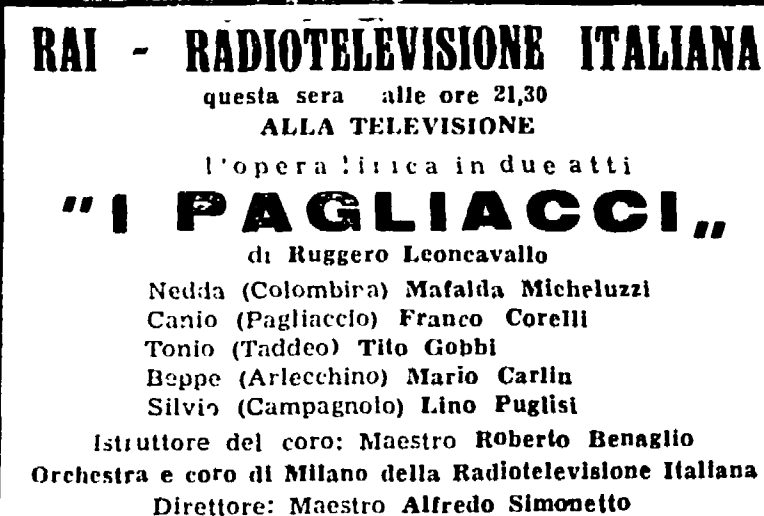 RAI - RADIOTELEVISIONE ITALIANA
questa sera alle ore 21,30
ALLA TELEVISIONE
l'opera lirica in due atti
"I PAGLIACCI„
di Ruggero Leoncavallo
Nedda (Colombina) Mafalda Micheluzzi
Canio (Pagliaccio) Franco Corelli
Tonio (Taddeo) Tito Gobbi
Beppe (Arlecchino) Mario Carlin
Silvio (Campagnolo) Lino Puglisi
Istruttore del coro: Maestro Roberto Benaglio
Orchestra e coro di Milano della Radiotelevisione Italiana
Direttore: Maestro Alfredo Simonetto